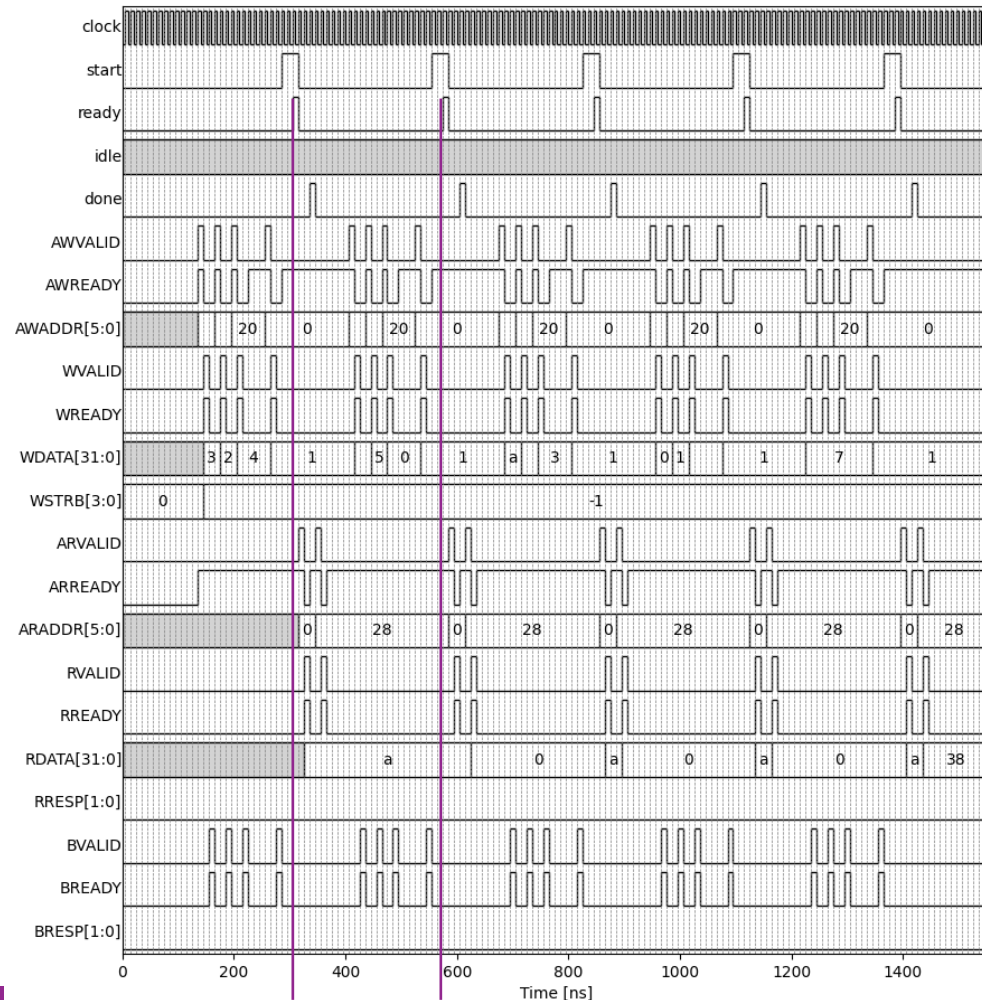 clock
start
ready
idle
done
AWVALID
AWREADY
AWADDR[5:0] 20 0 20 0 20 0 20 0 20 0
WVALID
WREADY
WDATA[31:0] 3 2 4 1 5 0 1 a 3 1 0 1 1 7 1
WSTRB[3:0] 0 -1
ARVALID
ARREADY
ARADDR[5:0] 0 28 0 28 0 28 0 28 0 28
RVALID
RREADY
RDATA[31:0] a 0 a 0 a 0 a 38
RRESP[1:0]
BVALID
BREADY
BRESP[1:0]
0 200 400 600 800 1000 1200 1400
Time [ns]